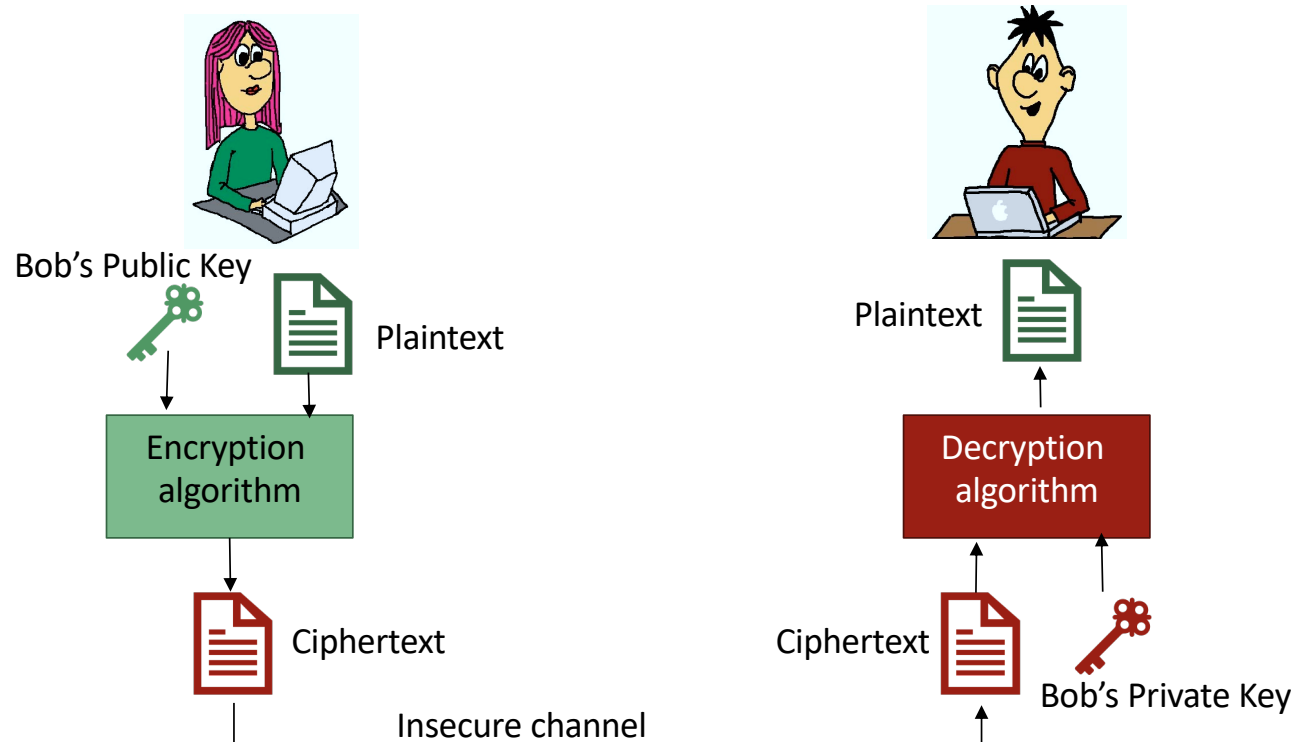 Bob’s Public Key
Plaintext
Encryption
algorithm
Ciphertext
Insecure channel
Plaintext
Decryption
algorithm
Ciphertext
Bob’s Private Key